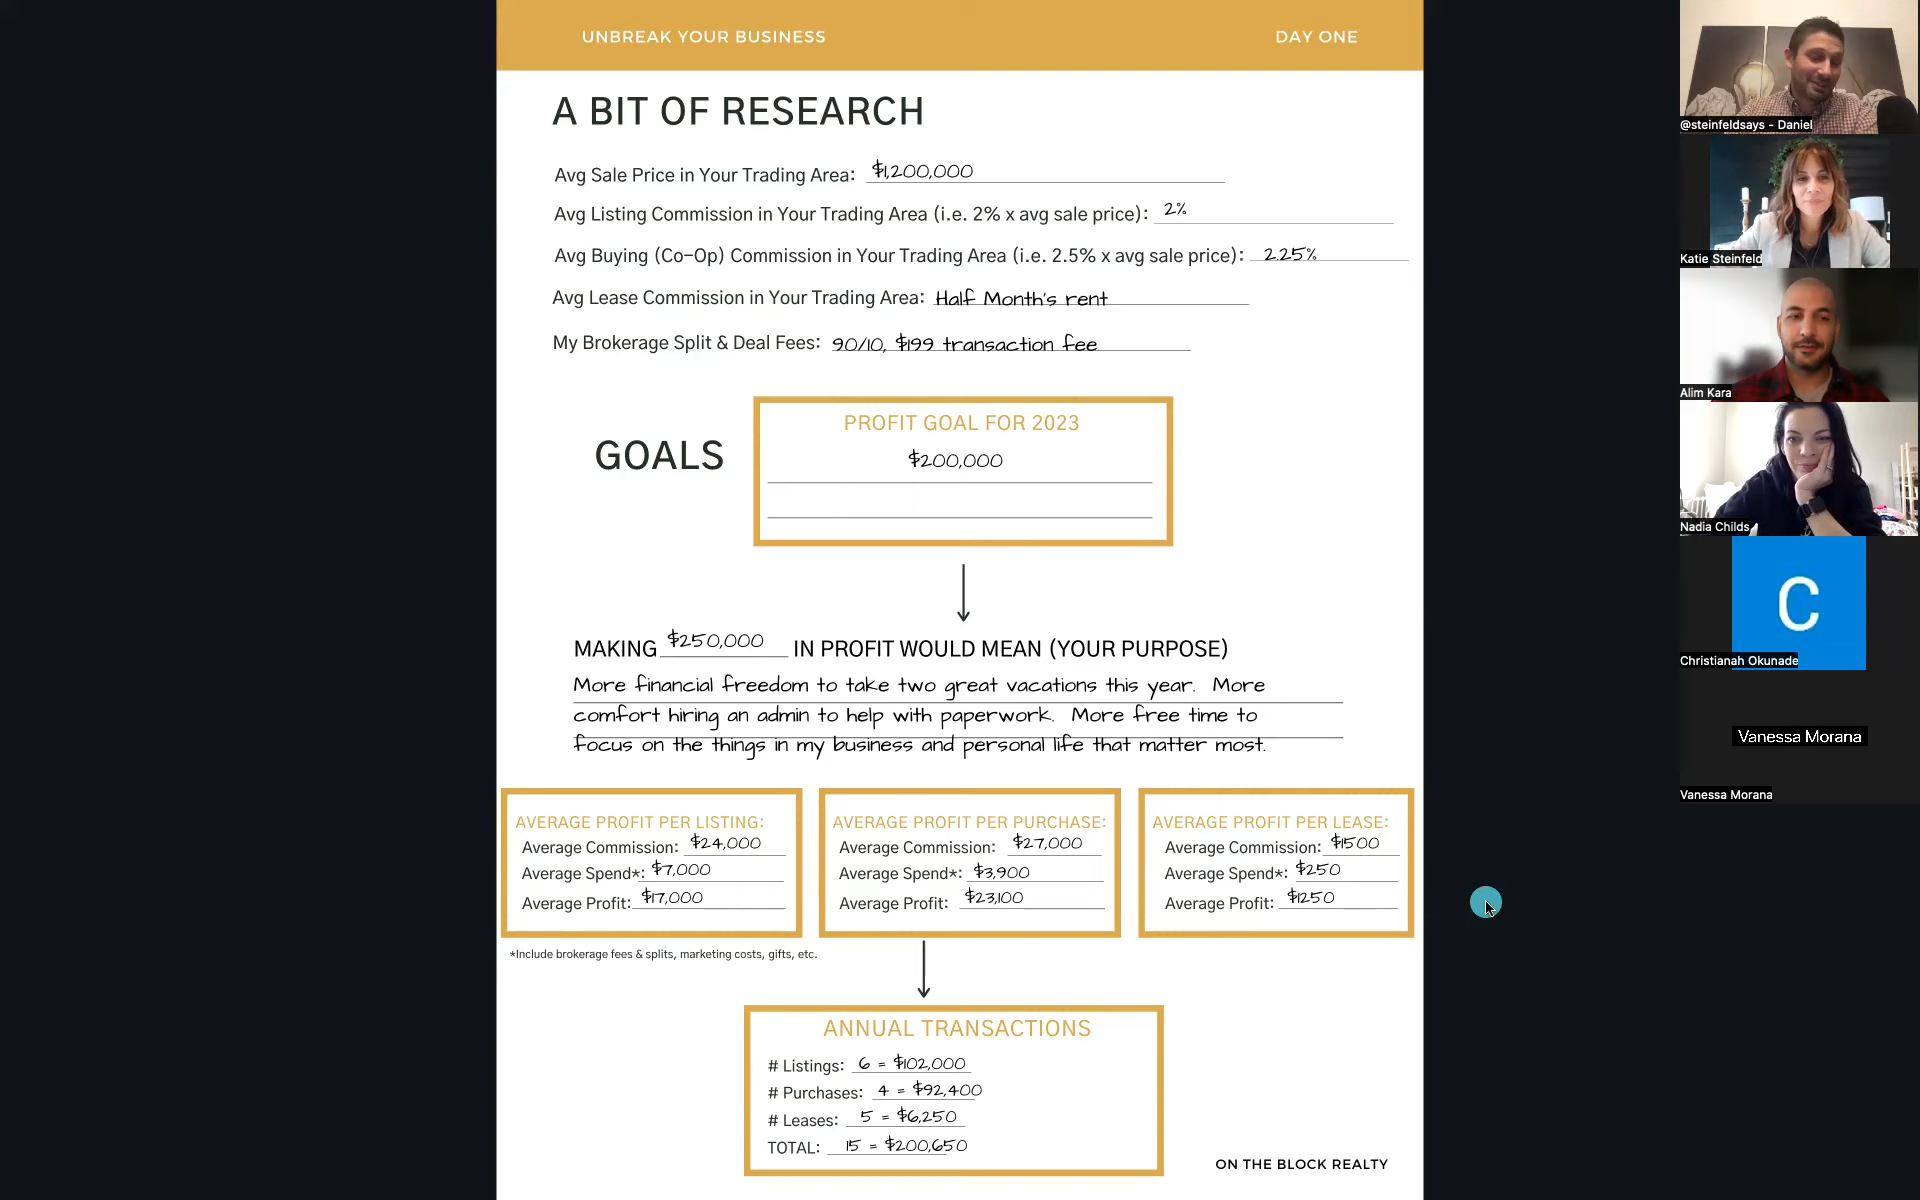 UNBREAK YOUR BUSINESS DAY ONE
A BIT OF RESEARCH
Avg Sale Price in Your Trading Area: $1,200,000
Avg Listing Commission in Your Trading Area (i.e. 2% x avg sale price): 2%
Avg Buying (Co-Op) Commission in Your Trading Area (i.e. 2.5% x avg sale price): 2.25%
Avg Lease Commission in Your Trading Area: Half Month's rent
My Brokerage Split & Deal Fees: 90/10, $199 transaction fee
GOALS
PROFIT GOAL FOR 2023
$200,000
MAKING $250,000 IN PROFIT WOULD MEAN (YOUR PURPOSE)
More financial freedom to take two great vacations this year. More
comfort hiring an admin to help with paperwork. More free time to
focus on the things in my business and personal life that matter most.
AVERAGE PROFIT PER LISTING:
Average Commission: $24,000
Average Spend*: $7,000
Average Profit: $17,000
AVERAGE PROFIT PER PURCHASE:
Average Commission: $27,000
Average Spend*: $3,900
Average Profit: $23,100
AVERAGE PROFIT PER LEASE:
Average Commission: $1500
Average Spend*: $250
Average Profit: $1250
*Include brokerage fees & splits, marketing costs, gifts, etc.
ANNUAL TRANSACTIONS
# Listings: 6 = $102,000
# Purchases: 4 = $92,400
# Leases: 5 = $6,250
TOTAL: 15 = $200,650
ON THE BLOCK REALTY
@steinfeldsays - Daniel
Katie Steinfeld
Alim Kara
Nadia Childs
C
Christianah Okunade
Vanessa Morana
Vanessa Morana